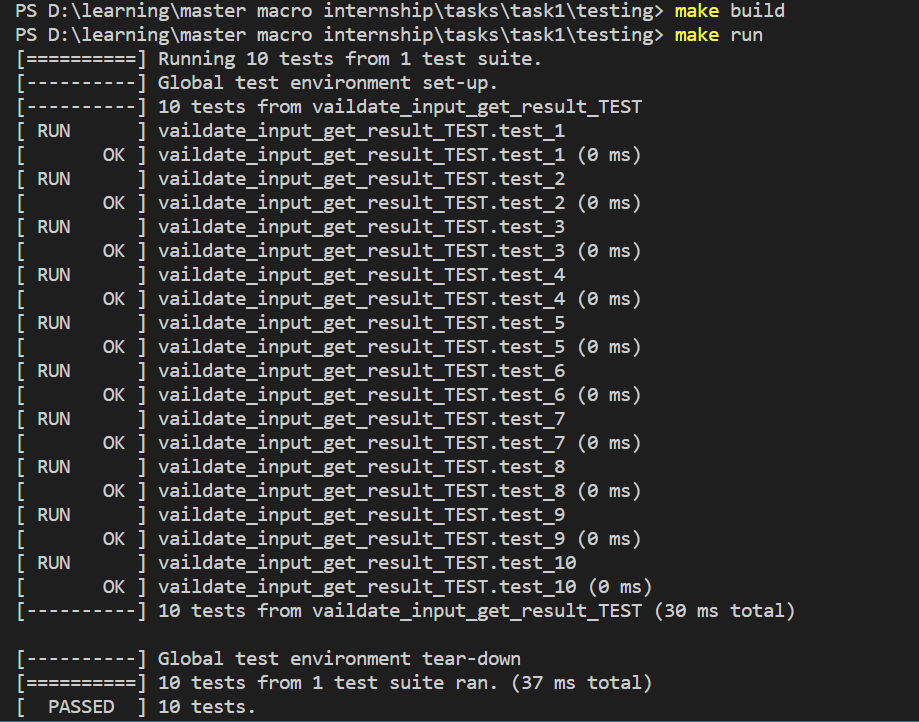 PS D:\learning\master macro internship\tasks\task1\testing> make build
PS D:\learning\master macro internship\tasks\task1\testing> make run
[==========] Running 10 tests from 1 test suite.
[----------] Global test environment set-up.
[----------] 10 tests from vaildate_input_get_result_TEST
[ RUN      ] vaildate_input_get_result_TEST.test_1
[       OK ] vaildate_input_get_result_TEST.test_1 (0 ms)
[ RUN      ] vaildate_input_get_result_TEST.test_2
[       OK ] vaildate_input_get_result_TEST.test_2 (0 ms)
[ RUN      ] vaildate_input_get_result_TEST.test_3
[       OK ] vaildate_input_get_result_TEST.test_3 (0 ms)
[ RUN      ] vaildate_input_get_result_TEST.test_4
[       OK ] vaildate_input_get_result_TEST.test_4 (0 ms)
[ RUN      ] vaildate_input_get_result_TEST.test_5
[       OK ] vaildate_input_get_result_TEST.test_5 (0 ms)
[ RUN      ] vaildate_input_get_result_TEST.test_6
[       OK ] vaildate_input_get_result_TEST.test_6 (0 ms)
[ RUN      ] vaildate_input_get_result_TEST.test_7
[       OK ] vaildate_input_get_result_TEST.test_7 (0 ms)
[ RUN      ] vaildate_input_get_result_TEST.test_8
[       OK ] vaildate_input_get_result_TEST.test_8 (0 ms)
[ RUN      ] vaildate_input_get_result_TEST.test_9
[       OK ] vaildate_input_get_result_TEST.test_9 (0 ms)
[ RUN      ] vaildate_input_get_result_TEST.test_10
[       OK ] vaildate_input_get_result_TEST.test_10 (0 ms)
[----------] 10 tests from vaildate_input_get_result_TEST (30 ms total)

[----------] Global test environment tear-down
[==========] 10 tests from 1 test suite ran. (37 ms total)
[  PASSED  ] 10 tests.